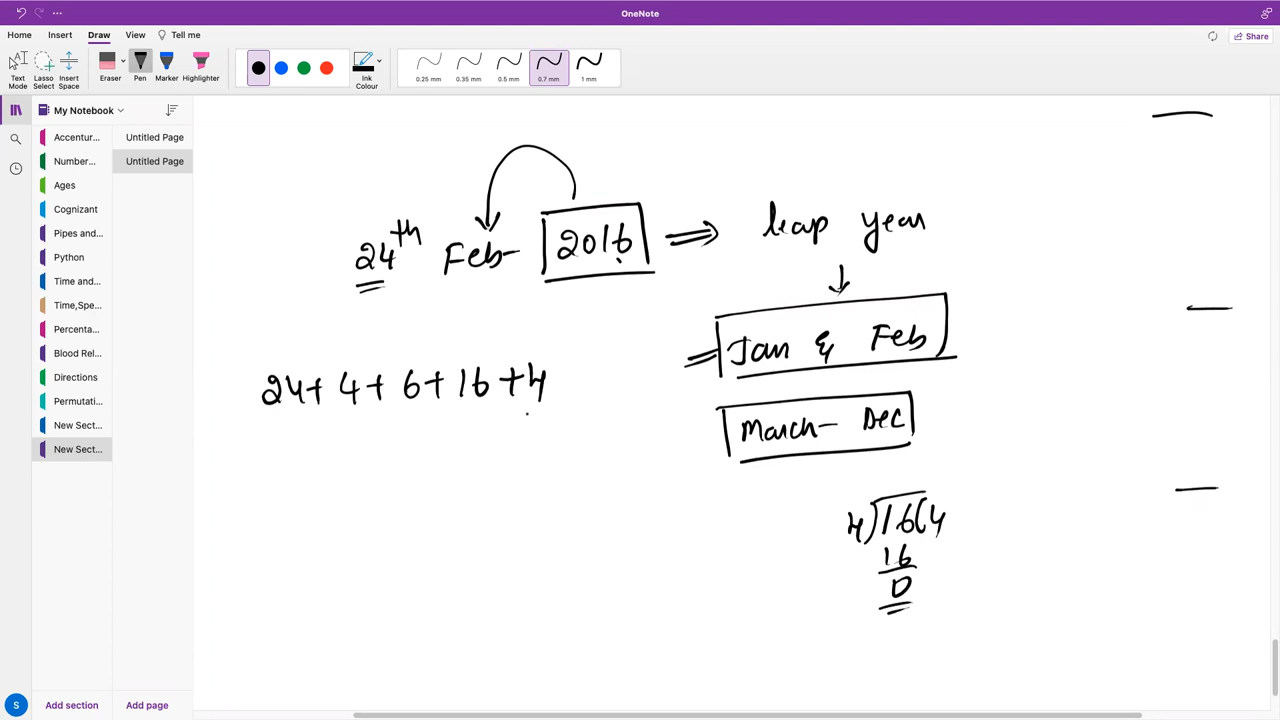 OneNote
Home Insert Draw View Tell me
Share
Text Mode
Lasso Select
Insert Space
Eraser
Pen
Marker
Highlighter
Ink Colour
0.25 mm
0.35 mm
0.5 mm
0.7 mm
1 mm
My Notebook
Accentur...
Number...
Ages
Cognizant
Pipes and...
Python
Time and...
Time,Spe...
Percenta...
Blood Rel...
Directions
Permutati...
New Sect...
New Sect...
Untitled Page
Untitled Page
24th Feb- 2016 ⇒ leap year
Jan & Feb
March- Dec
24+ 4+ 6+ 16 +4
4)16(4
16
0
S
Add section
Add page